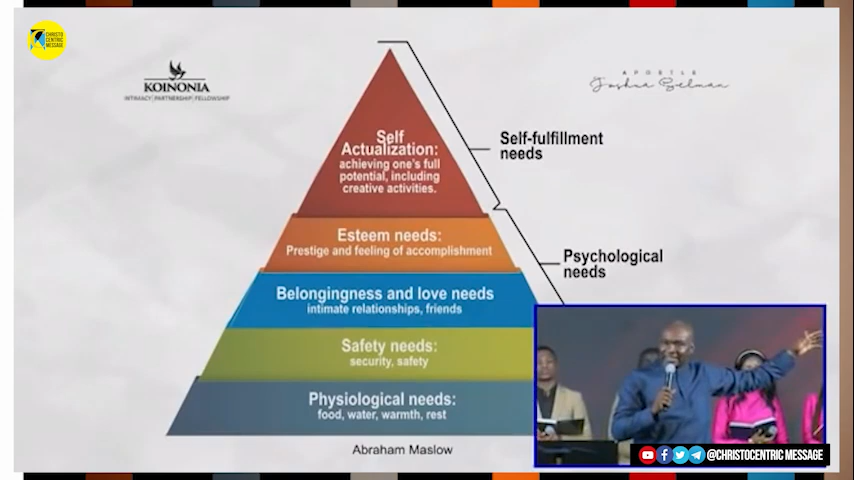 CHRISTO
CENTRIC
MESSAGE
KOINONIA
INTIMACY | PARTNERSHIP | FELLOWSHIP
APOSTLE
Joshua Selman
Self
Actualization:
achieving one's full
potential, including
creative activities.
Self-fulfillment
needs
Esteem needs:
Prestige and feeling of accomplishment
Psychological
needs
Belongingness and love needs
intimate relationships, friends
Safety needs:
security, safety
Physiological needs:
food, water, warmth, rest
Abraham Maslow
@CHRISTOCENTRIC MESSAGE